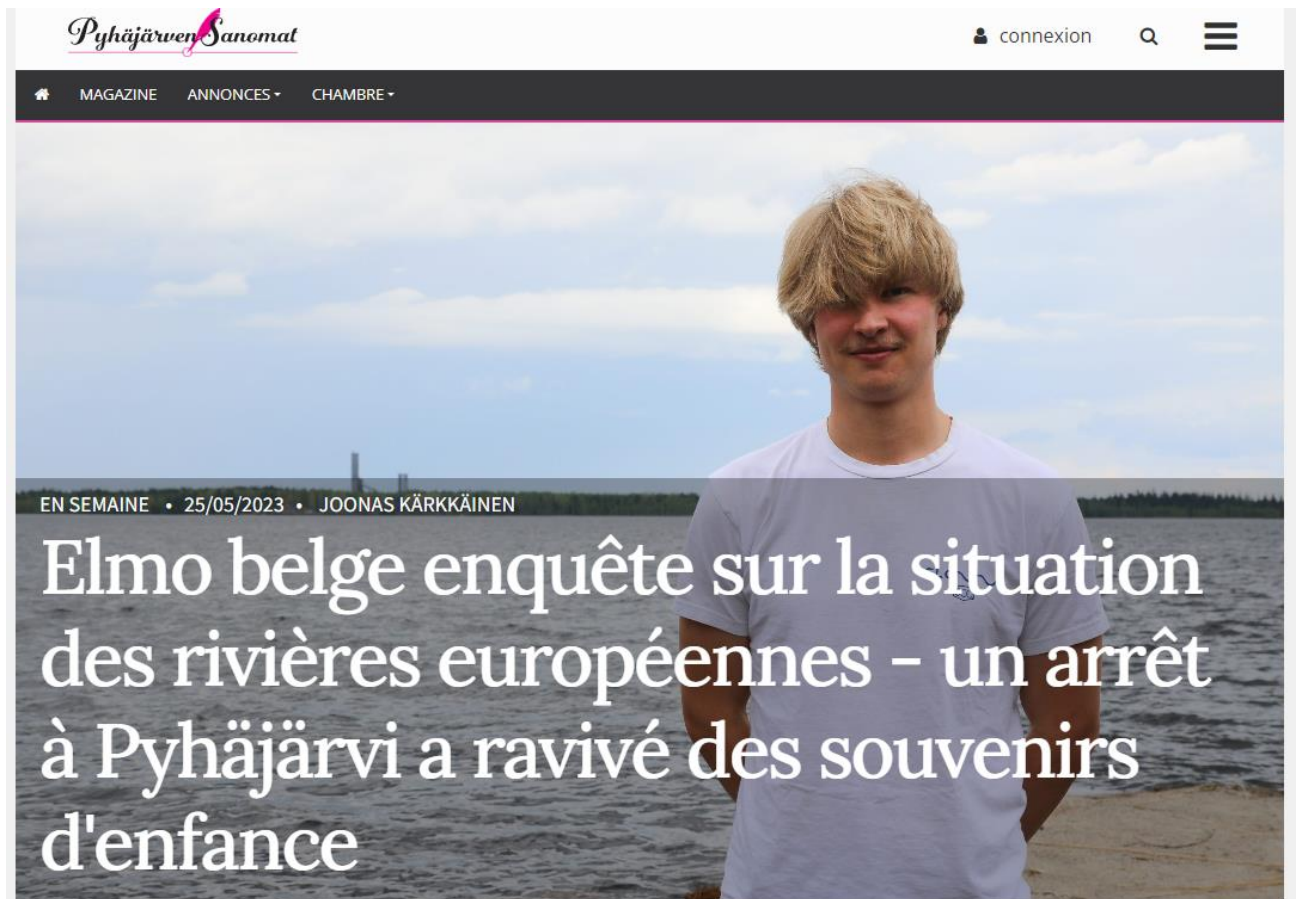 Pyhäjärven Sanomat
connexion
MAGAZINE ANNONCES CHAMBRE
EN SEMAINE • 25/05/2023 • JOONAS KÄRKKÄINEN
Elmo belge enquête sur la situation
des rivières européennes - un arrêt
à Pyhäjärvi a ravivé des souvenirs
d'enfance